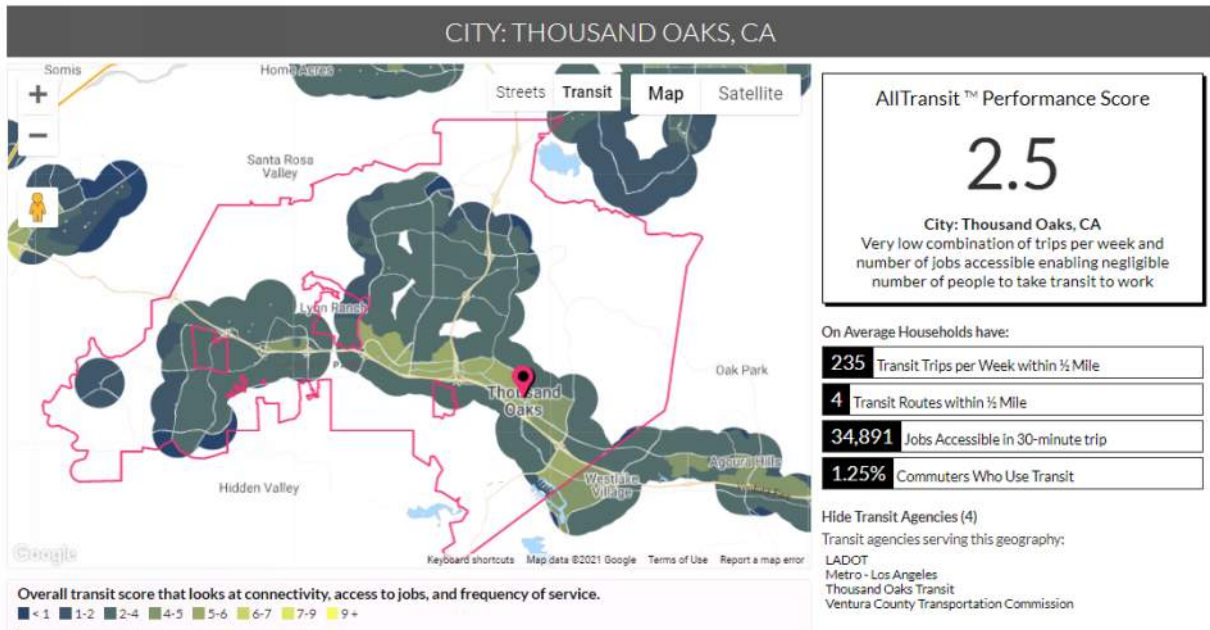 CITY: THOUSAND OAKS, CA
Somis
Home Acres
Streets Transit Map Satellite
+
−
Santa Rosa
Valley
Lynn Ranch
Thousand
Oaks
Oak Park
Agoura Hills
Westlake
Village
Hidden Valley
Google
Keyboard shortcuts Map data ©2021 Google Terms of Use Report a map error
Overall transit score that looks at connectivity, access to jobs, and frequency of service.
< 1 1-2 2-4 4-5 5-6 6-7 7-9 9 +
AllTransit ™ Performance Score
2.5
City: Thousand Oaks, CA
Very low combination of trips per week and
number of jobs accessible enabling negligible
number of people to take transit to work
On Average Households have:
235 Transit Trips per Week within ½ Mile
4 Transit Routes within ½ Mile
34,891 Jobs Accessible in 30-minute trip
1.25% Commuters Who Use Transit
Hide Transit Agencies (4)
Transit agencies serving this geography:
LADOT
Metro - Los Angeles
Thousand Oaks Transit
Ventura County Transportation Commission